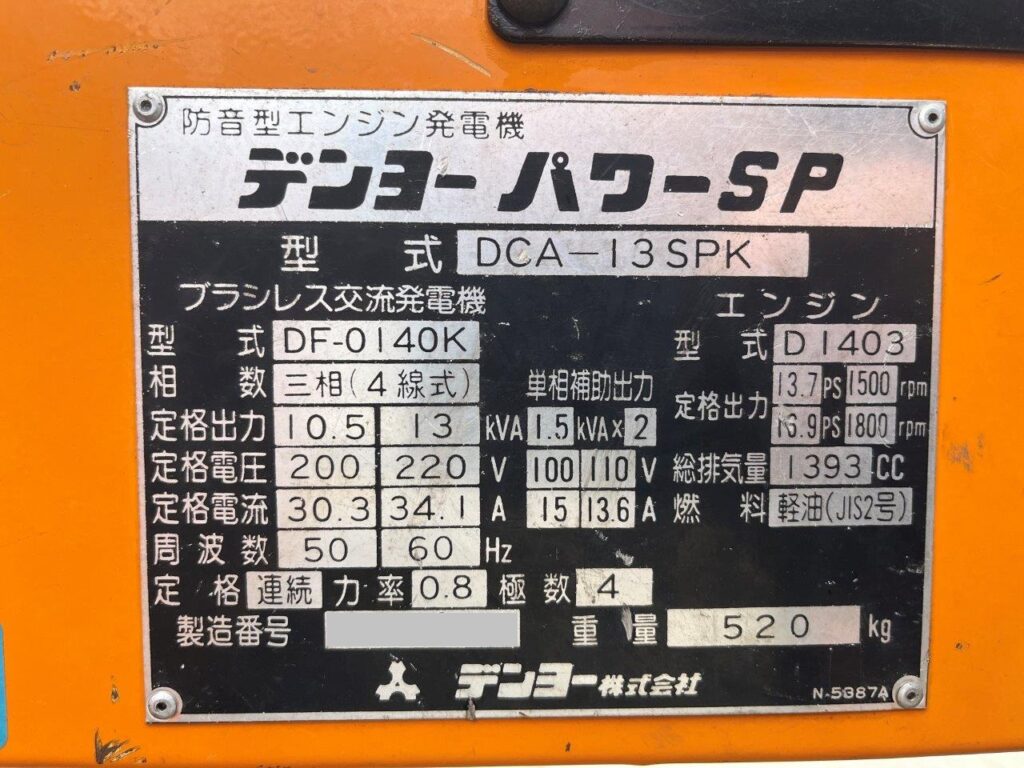 防音型エンジン発電機
デンヨーパワーSP
型式 DCA-13SPK
ブラシレス交流発電機 エンジン
型式 DF-0140K 型式 D1403
相数 三相(4線式) 単相補助出力 定格出力 13.7 PS 1500 rpm
定格出力 10.5 13 kVA 1.5 kVA×2 16.9 PS 1800 rpm
定格電圧 200 220 V 100 110 V 総排気量 1393 CC
定格電流 30.3 34.1 A 15 13.6 A 燃料 軽油(JIS2号)
周波数 50 60 Hz
定格 連続 力率 0.8 極数 4
製造番号 重量 520 kg
デンヨー株式会社 N-5387A